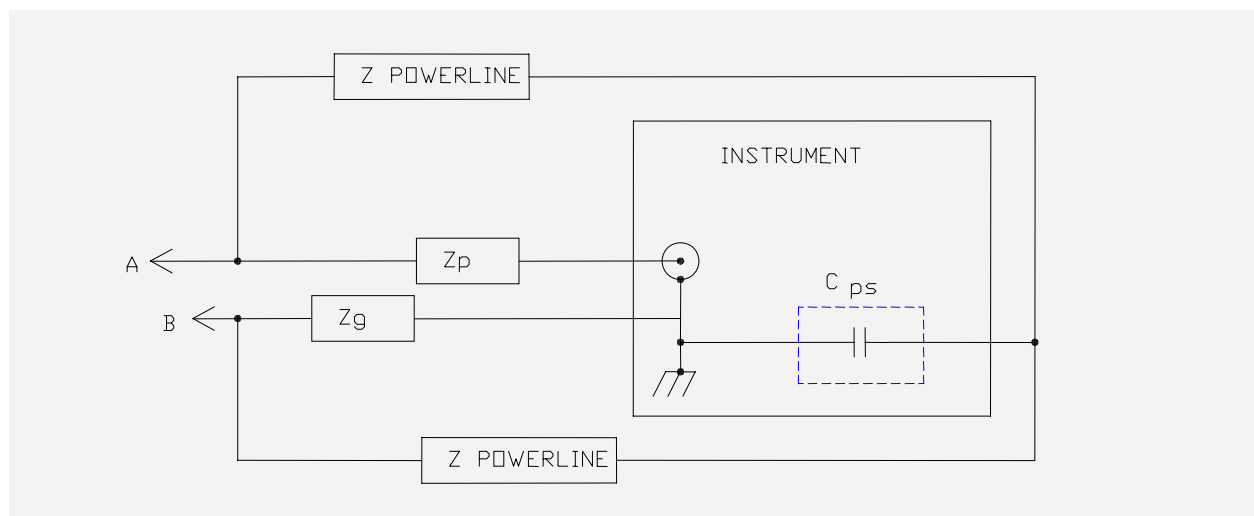 Z POWERLINE
INSTRUMENT
A
Zp
C ps
B
Zg
Z POWERLINE